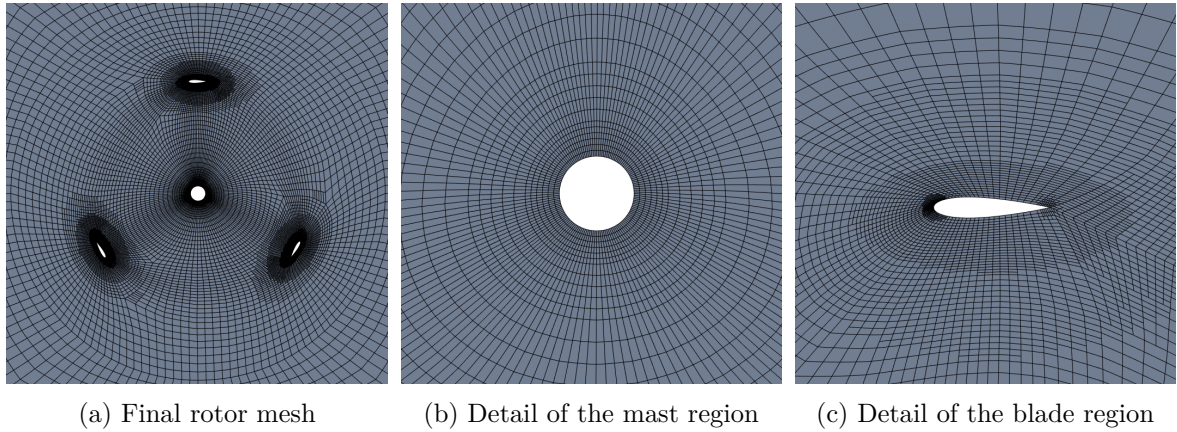 (a) Final rotor mesh
(b) Detail of the mast region
(c) Detail of the blade region